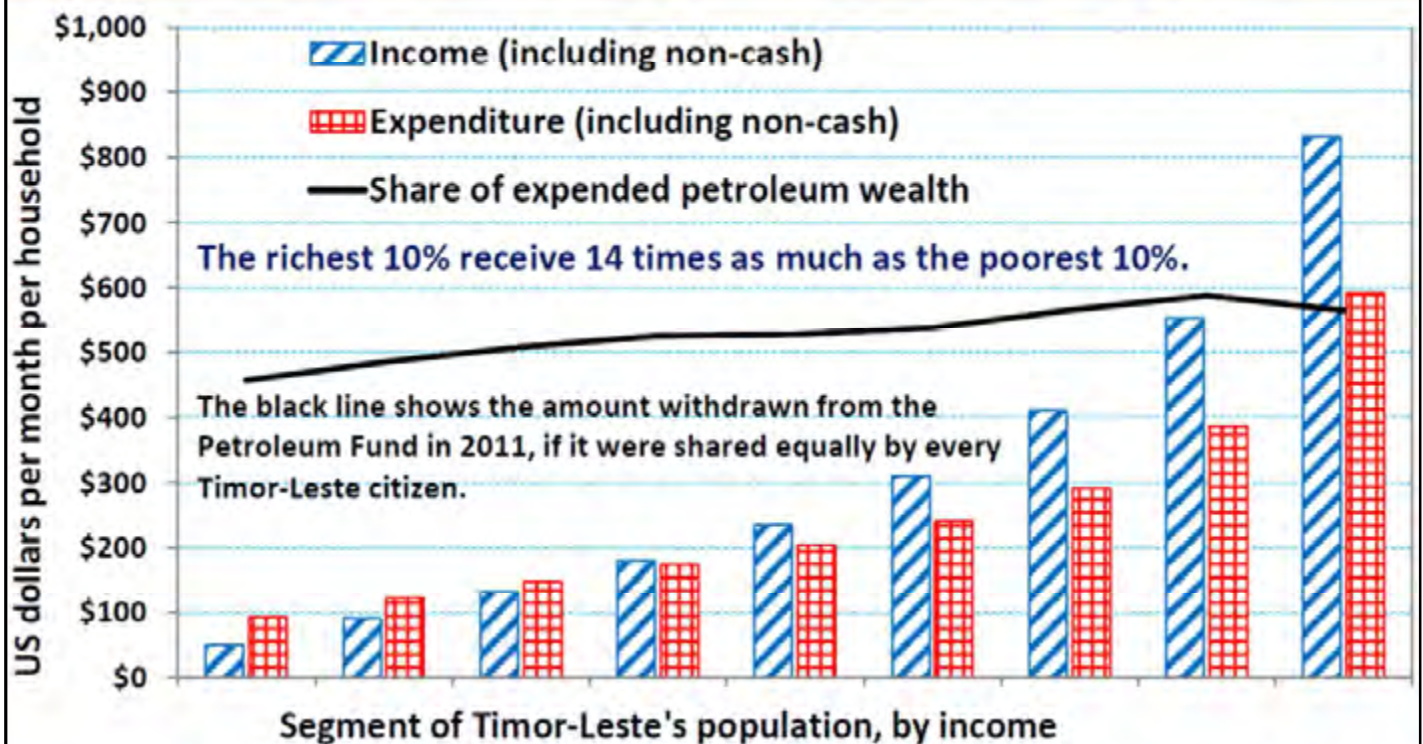 $1,000
$900
$800
$700
$600
$500
$400
$300
$200
$100
$0
US dollars per month per household
Income (including non-cash)
Expenditure (including non-cash)
Share of expended petroleum wealth
The richest 10% receive 14 times as much as the poorest 10%.
The black line shows the amount withdrawn from the
Petroleum Fund in 2011, if it were shared equally by every
Timor-Leste citizen.
Segment of Timor-Leste's population, by income